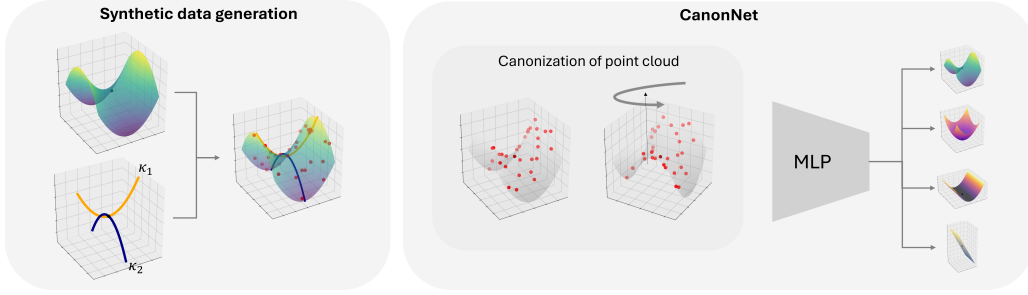 Synthetic data generation
κ1
κ2
CanonNet
Canonization of point cloud
MLP